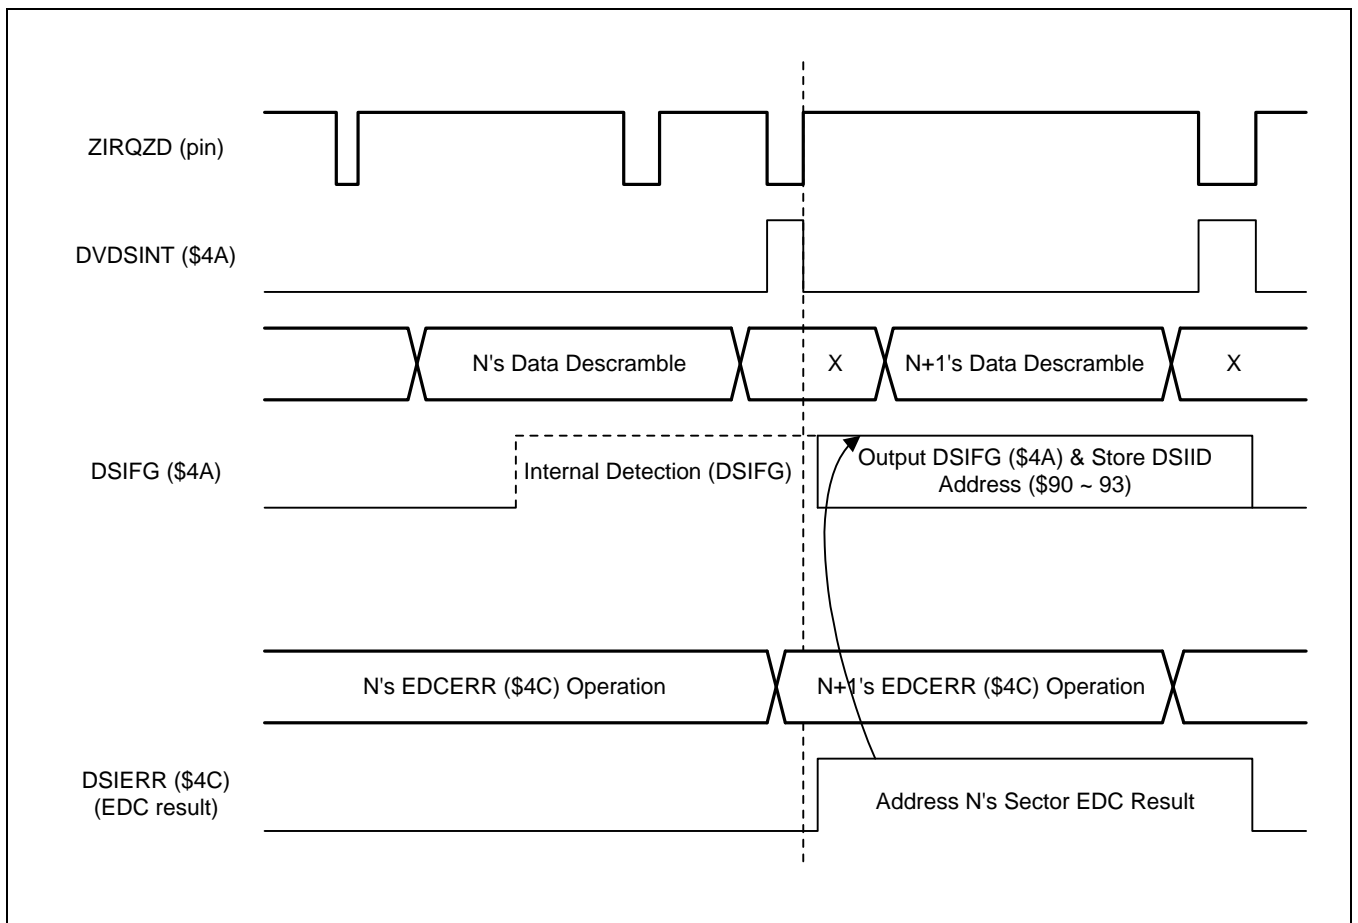 ZIRQZD (pin)
DVDSINT ($4A)
N's Data Descramble
X
N+1's Data Descramble
X
DSIFG ($4A)
Internal Detection (DSIFG)
Output DSIFG ($4A) & Store DSIID
Address ($90 ~ 93)
N's EDCERR ($4C) Operation
N+1's EDCERR ($4C) Operation
DSIERR ($4C)
(EDC result)
Address N's Sector EDC Result